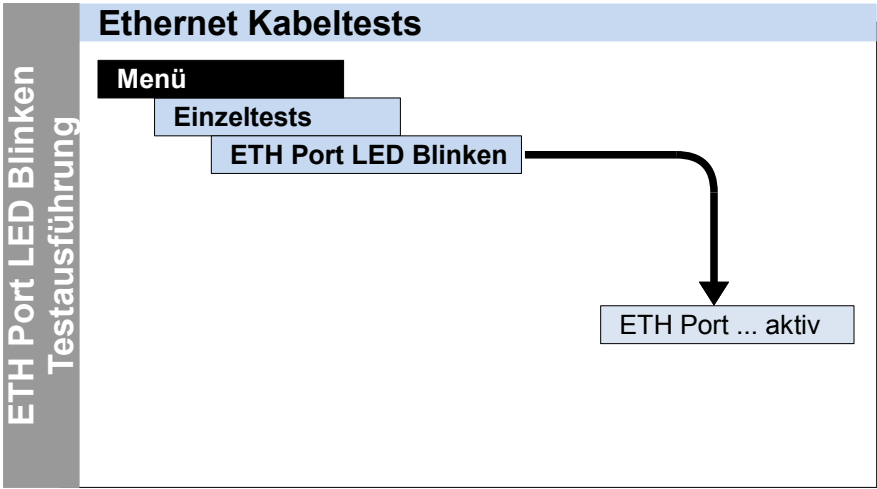 Ethernet Kabeltests
ETH Port LED Blinken
Testausführung
Menü
Einzeltests
ETH Port LED Blinken
ETH Port ... aktiv